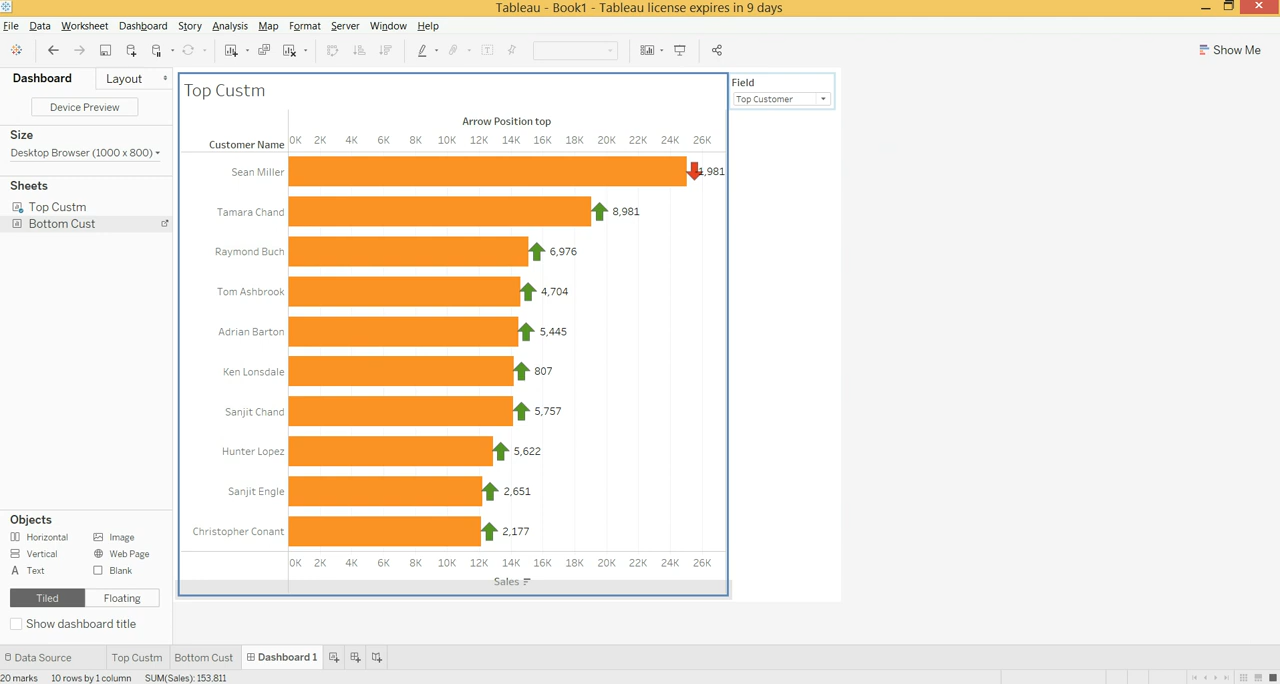 Tableau - Book1 - Tableau license expires in 9 days
File Data Worksheet Dashboard Story Analysis Map Format Server Window Help
Show Me
Dashboard Layout
Device Preview
Size
Desktop Browser (1000 x 800)
Sheets
Top Custm
Bottom Cust
Objects
Horizontal Image
Vertical Web Page
A Text Blank
Tiled Floating
Show dashboard title
Top Custm
Arrow Position top
Customer Name 0K 2K 4K 6K 8K 10K 12K 14K 16K 18K 20K 22K 24K 26K
Sean Miller -1,981
Tamara Chand 8,981
Raymond Buch 6,976
Tom Ashbrook 4,704
Adrian Barton 5,445
Ken Lonsdale 807
Sanjit Chand 5,757
Hunter Lopez 5,622
Sanjit Engle 2,651
Christopher Conant 2,177
0K 2K 4K 6K 8K 10K 12K 14K 16K 18K 20K 22K 24K 26K
Sales
Field
Top Customer
Data Source Top Custm Bottom Cust Dashboard 1
20 marks 10 rows by 1 column SUM(Sales): 153,811